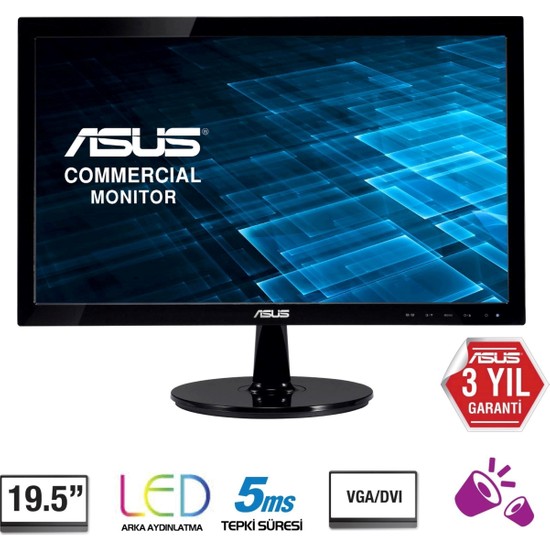 ASUS®
COMMERCIAL
MONITOR
ASUS
ASUS
3 YIL
GARANTİ
19.5”
LED
ARKA AYDINLATMA
5ms
TEPKİ SÜRESİ
VGA/DVI